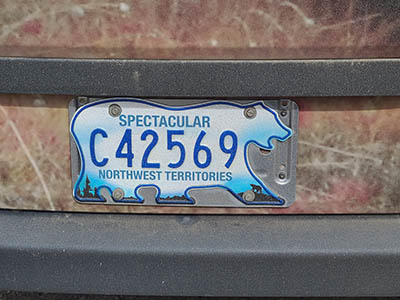 SPECTACULAR
C42569
NORTHWEST TERRITORIES